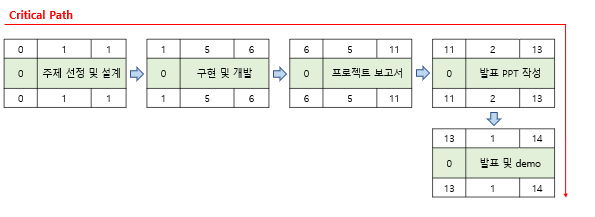 Critical Path
0 1 1 1 5 6 6 5 11 11 2 13
0 주제 선정 및 설계 0 구현 및 개발 0 프로젝트 보고서 0 발표 PPT 작성
0 1 1 1 5 6 6 5 11 11 2 13
13 1 14
0 발표 및 demo
13 1 14